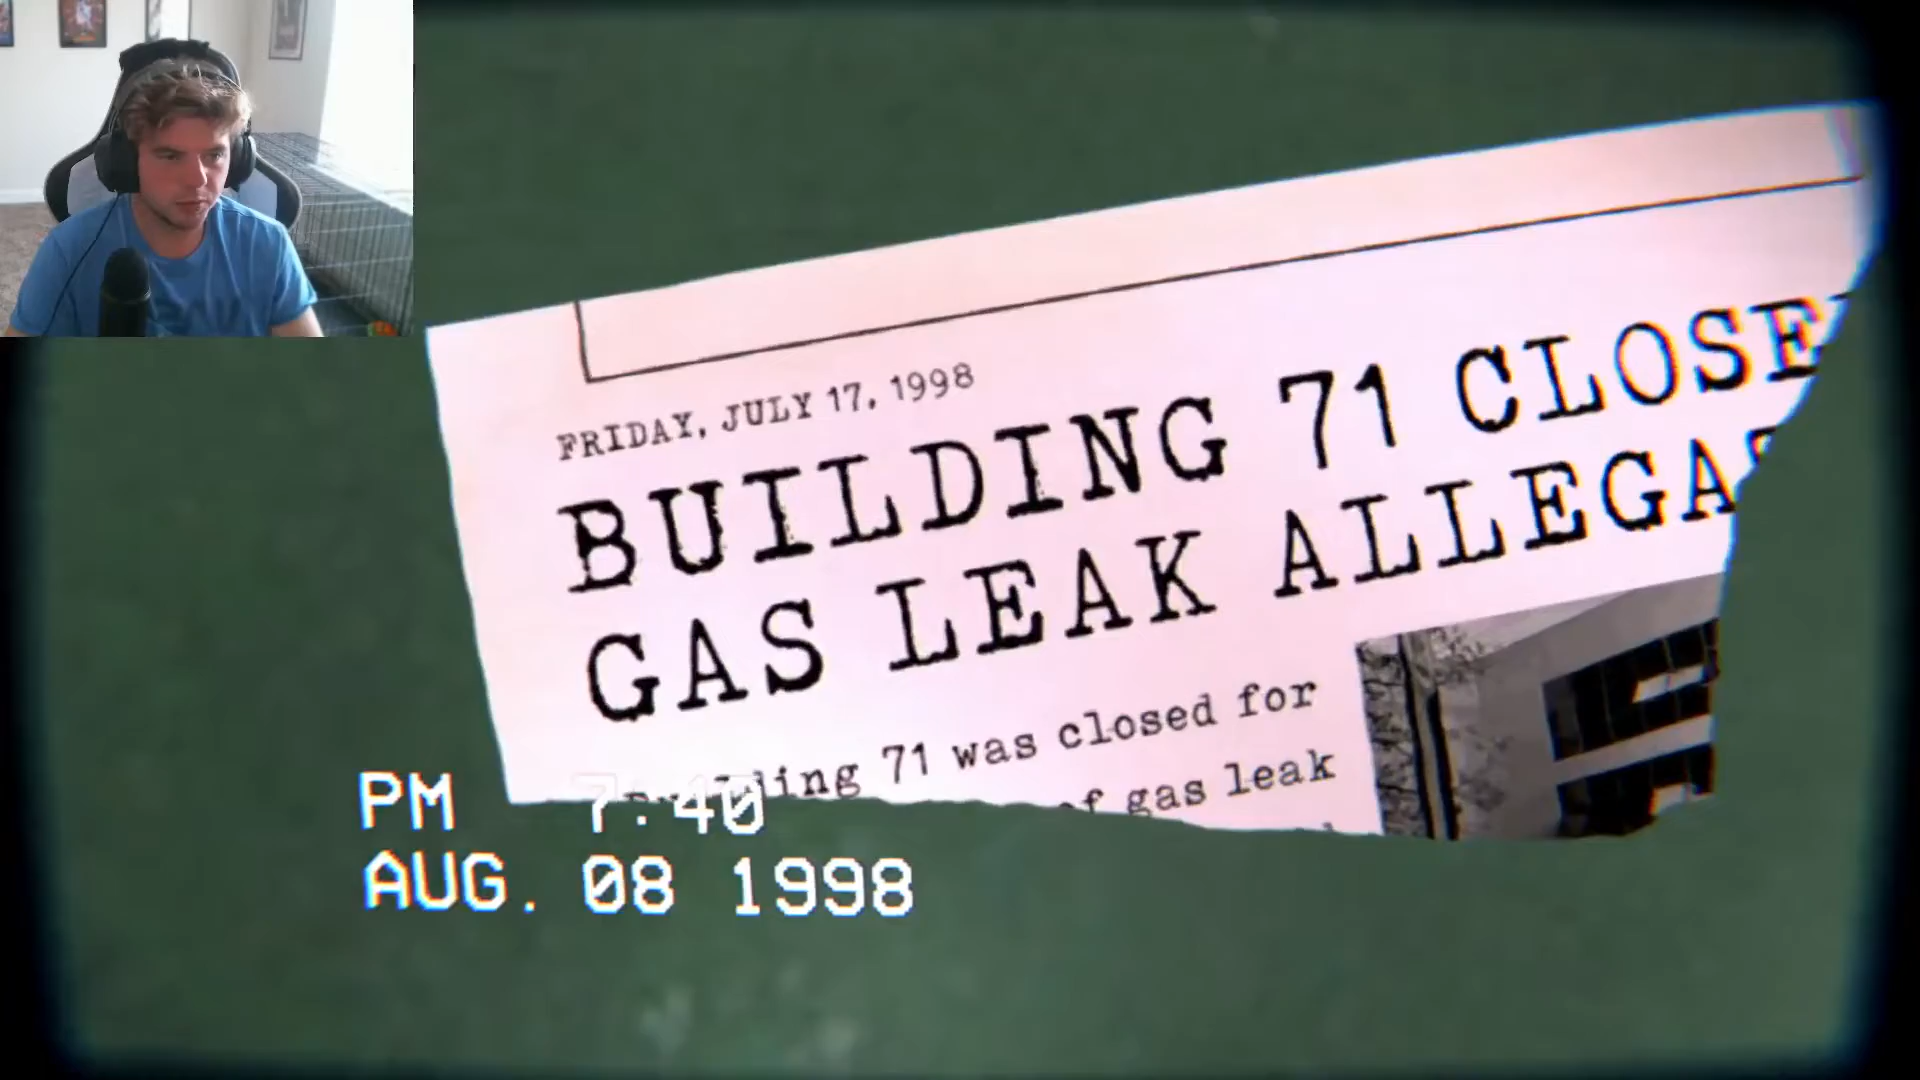 FRIDAY, JULY 17, 1998
BUILDING 71 CLOSE
GAS LEAK ALLEGA
71 was closed for
gas leak
PM 7:40
AUG. 08 1998